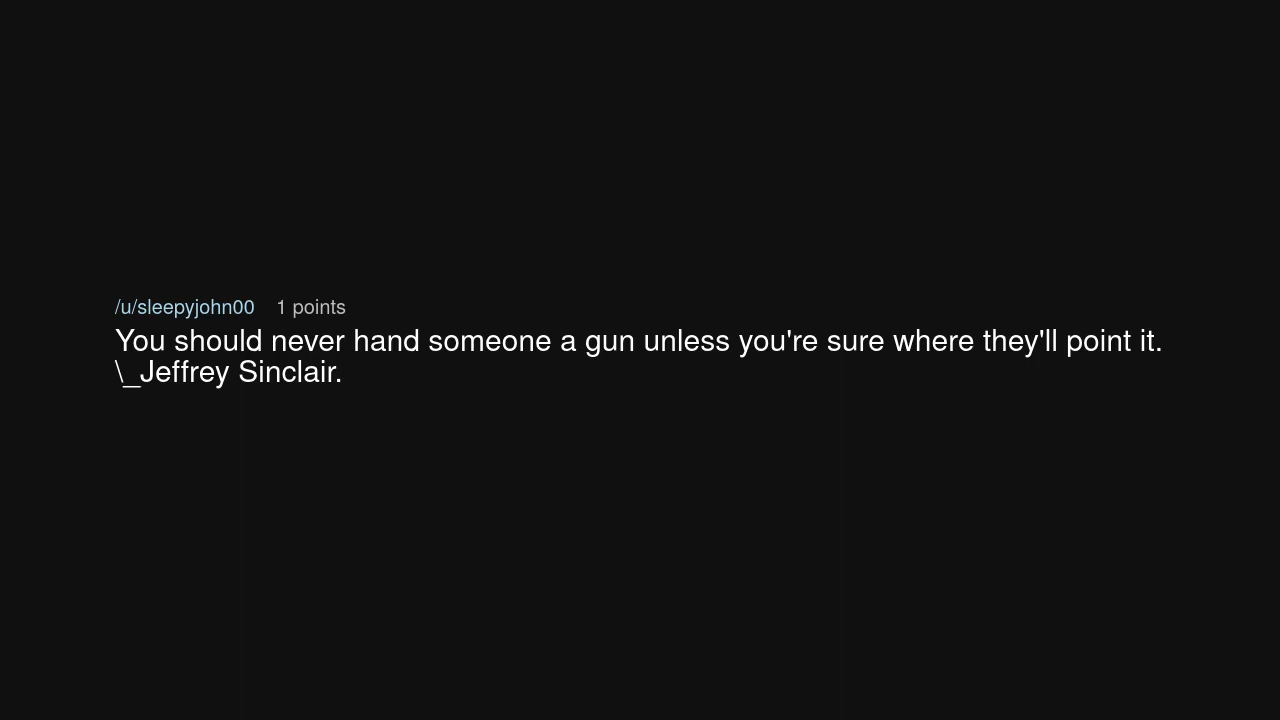 /u/sleepyjohn00 1 points
You should never hand someone a gun unless you're sure where they'll point it.
\_Jeffrey Sinclair.